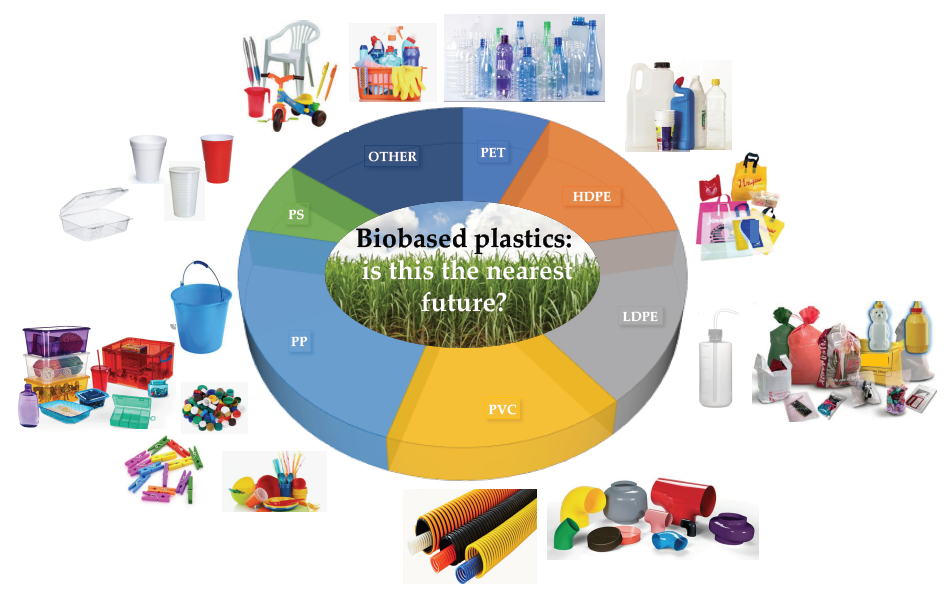 OTHER
PET
HDPE
PS
Biobased plastics:
is this the nearest
future?
LDPE
PP
PVC